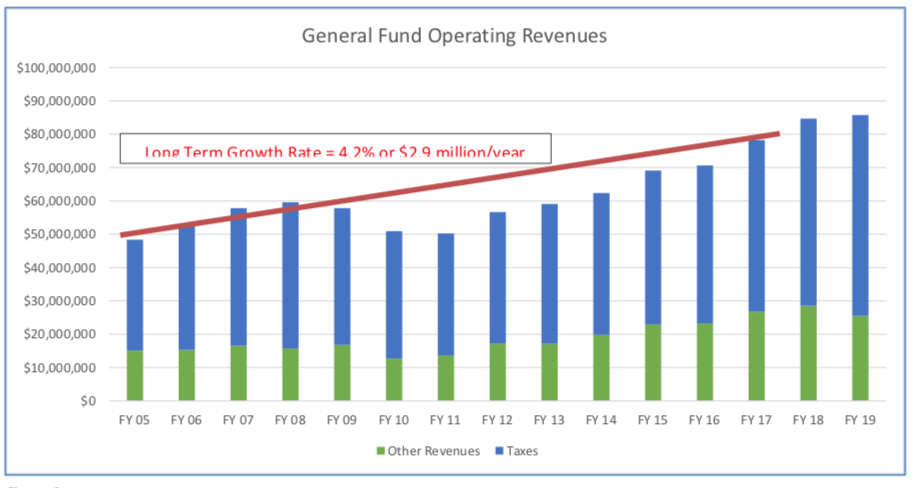 General Fund Operating Revenues
$100,000,000
$90,000,000
$80,000,000
$70,000,000
$60,000,000
$50,000,000
$40,000,000
$30,000,000
$20,000,000
$10,000,000
$0
Long Term Growth Rate = 4.2% or $2.9 million/year
FY 05 FY 06 FY 07 FY 08 FY 09 FY 10 FY 11 FY 12 FY 13 FY 14 FY 15 FY 16 FY 17 FY 18 FY 19
Other Revenues Taxes